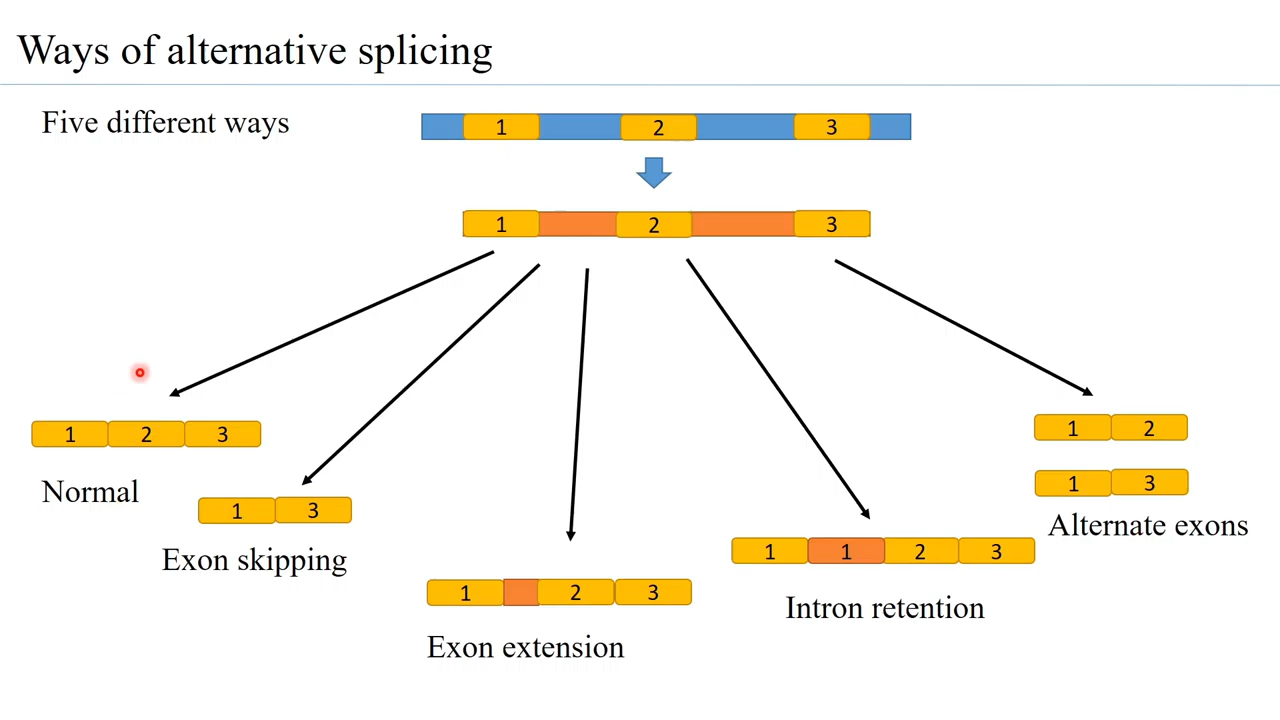 Ways of alternative splicing
Five different ways
1 2 3
1 2 3
1 2 3
Normal
1 3
Exon skipping
1 2 3
Exon extension
1 1 2 3
Intron retention
1 2
1 3
Alternate exons